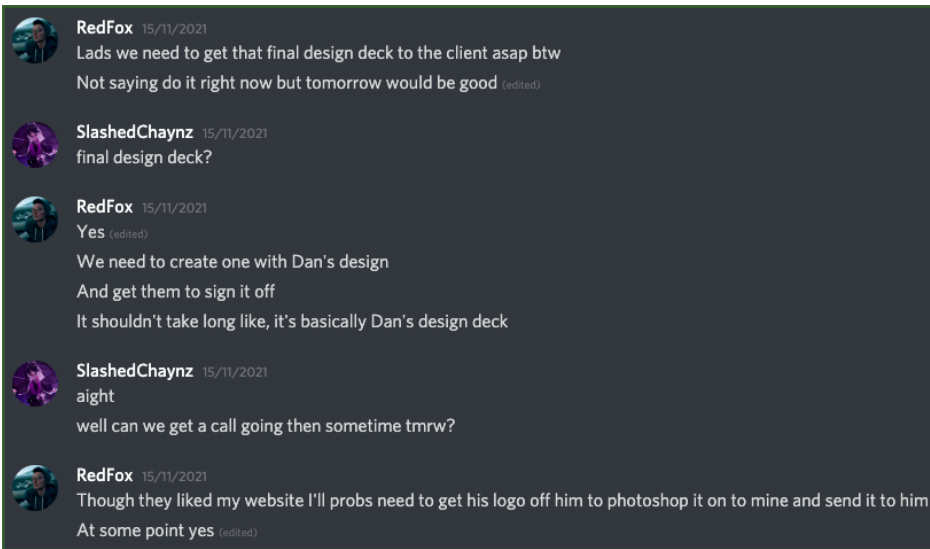 RedFox 15/11/2021
Lads we need to get that final design deck to the client asap btw
Not saying do it right now but tomorrow would be good (edited)
SlashedChaynz 15/11/2021
final design deck?
RedFox 15/11/2021
Yes (edited)
We need to create one with Dan's design
And get them to sign it off
It shouldn't take long like, it's basically Dan's design deck
SlashedChaynz 15/11/2021
aight
well can we get a call going then sometime tmrw?
RedFox 15/11/2021
Though they liked my website I'll probs need to get his logo off him to photoshop it on to mine and send it to him
At some point yes (edited)